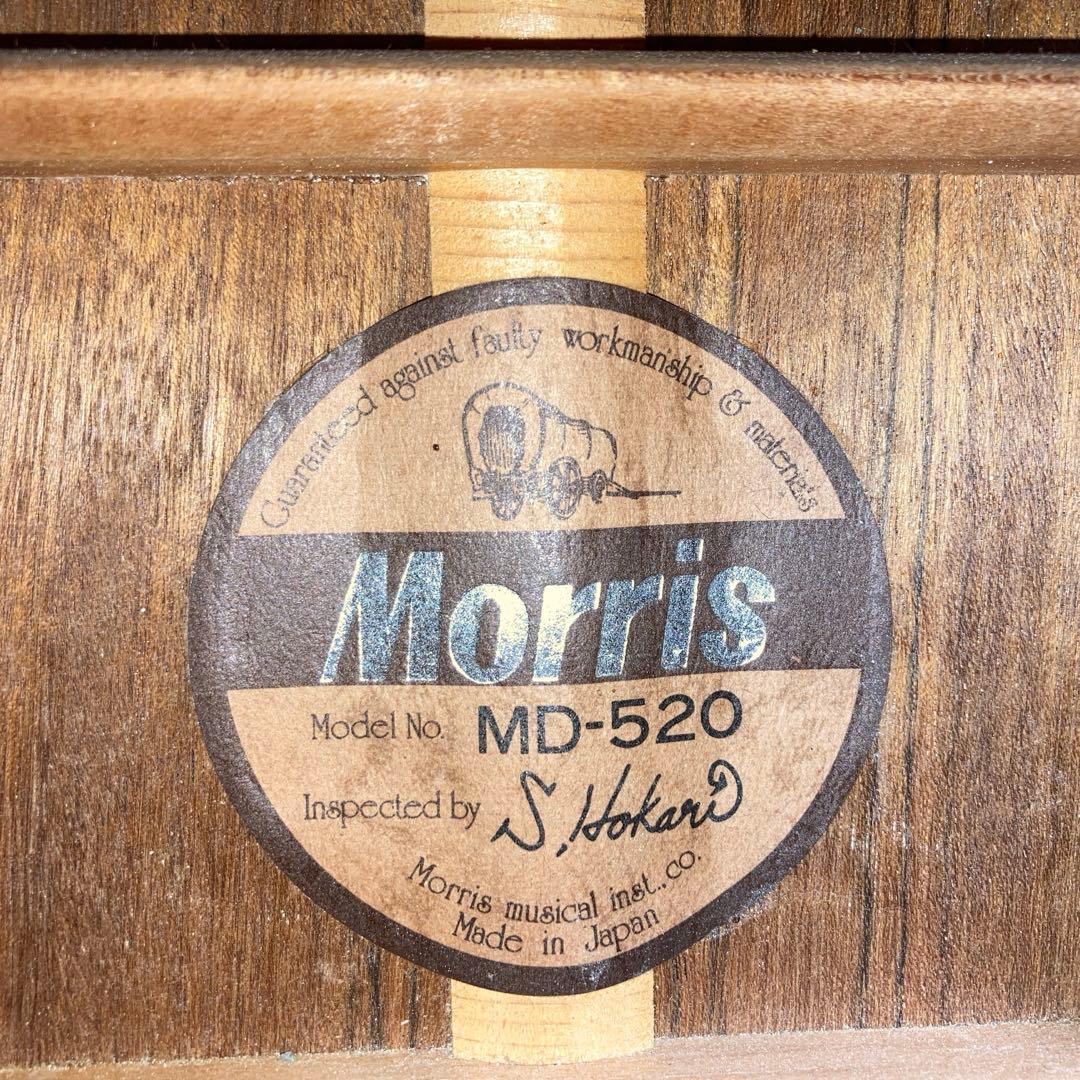 Guaranteed against faulty workmanship & materials
Morris
Model No. MD-520
Inspected by S. Hokari
Morris musical inst., co.
Made in Japan